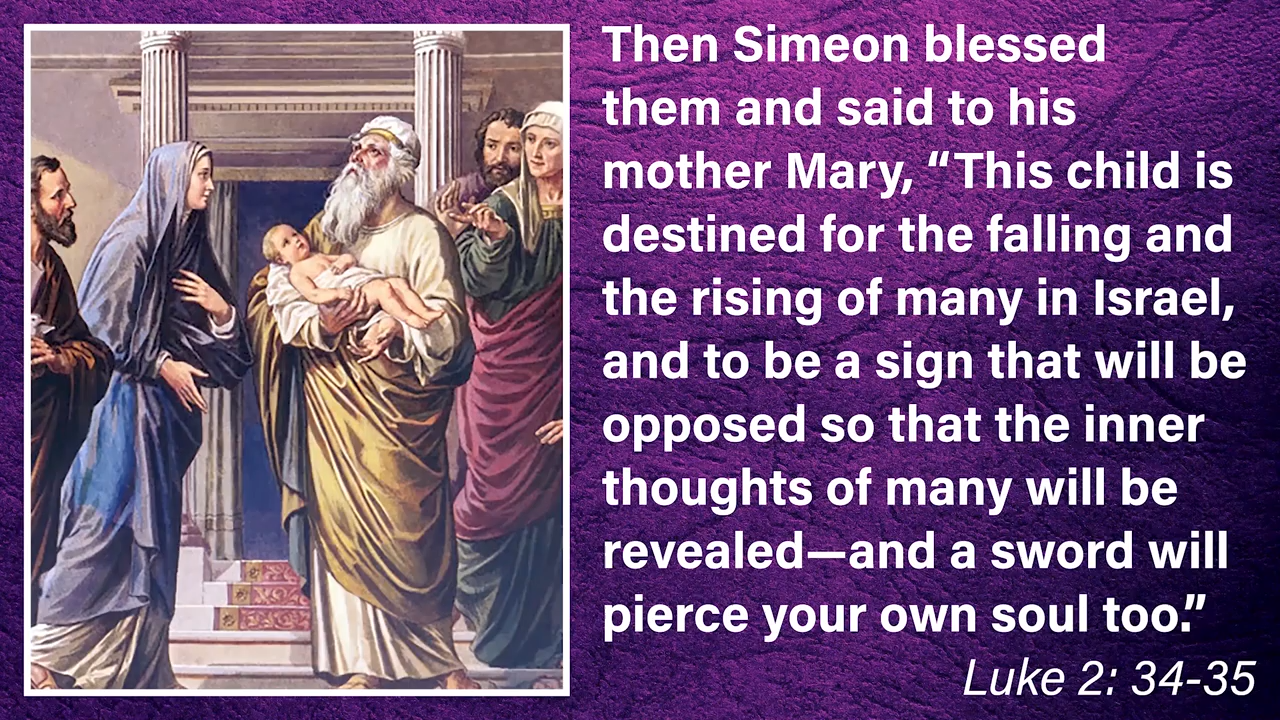 Then Simeon blessed
them and said to his
mother Mary, “This child is
destined for the falling and
the rising of many in Israel,
and to be a sign that will be
opposed so that the inner
thoughts of many will be
revealed—and a sword will
pierce your own soul too.”
Luke 2: 34-35